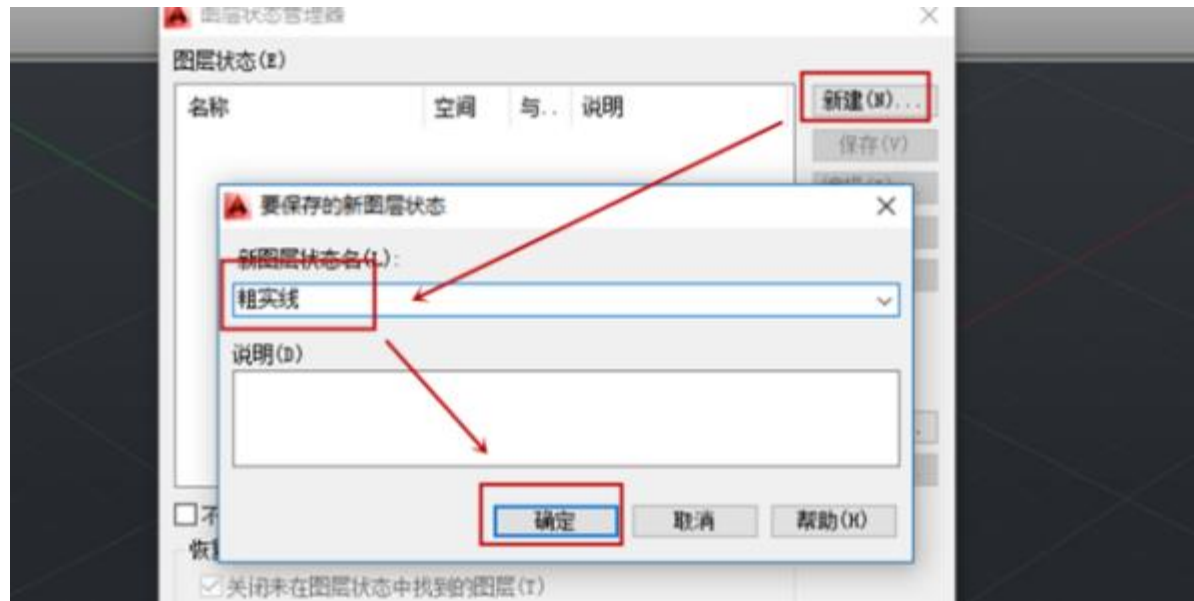 图层状态管理器
图层状态(E)
名称 空间 与.. 说明
新建(N)...
保存(V)
要保存的新图层状态
新图层状态名(L):
粗实线
说明(D)
确定 取消 帮助(H)
不
恢复
关闭未在图层状态中找到的图层(T)